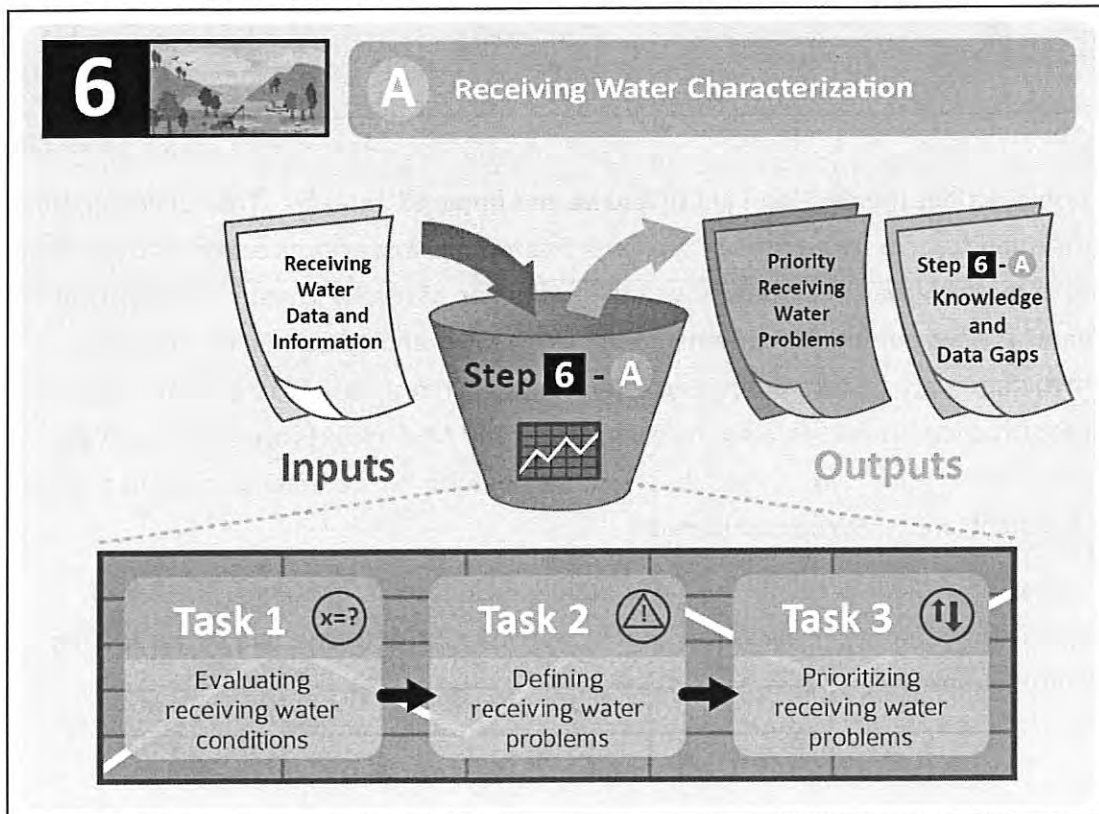 6
A Receiving Water Characterization
Receiving
Water
Data and
Information
Inputs
Step 6 - A
Priority
Receiving
Water
Problems
Step 6 - A
Knowledge
and
Data Gaps
Outputs
Task 1
x=?
Evaluating
receiving water
conditions
Task 2
!
Defining
receiving water
problems
Task 3
Prioritizing
receiving water
problems